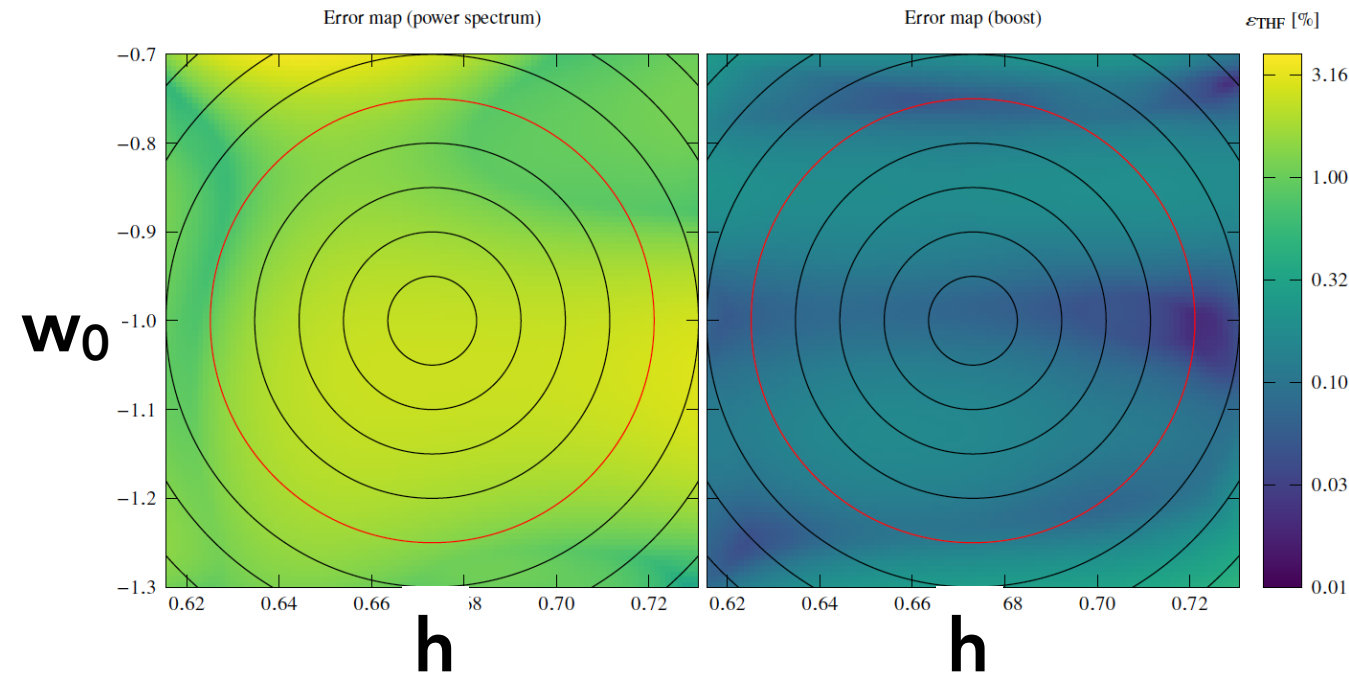 Error map (power spectrum)
Error map (boost)
εTHF [%]
−0.7
−0.8
−0.9
-1.0
−1.1
−1.2
−1.3
w0
0.62 0.64 0.66 68 0.70 0.72
0.62 0.64 0.66 68 0.70 0.72
h
h
3.16
1.00
0.32
0.10
0.03
0.01